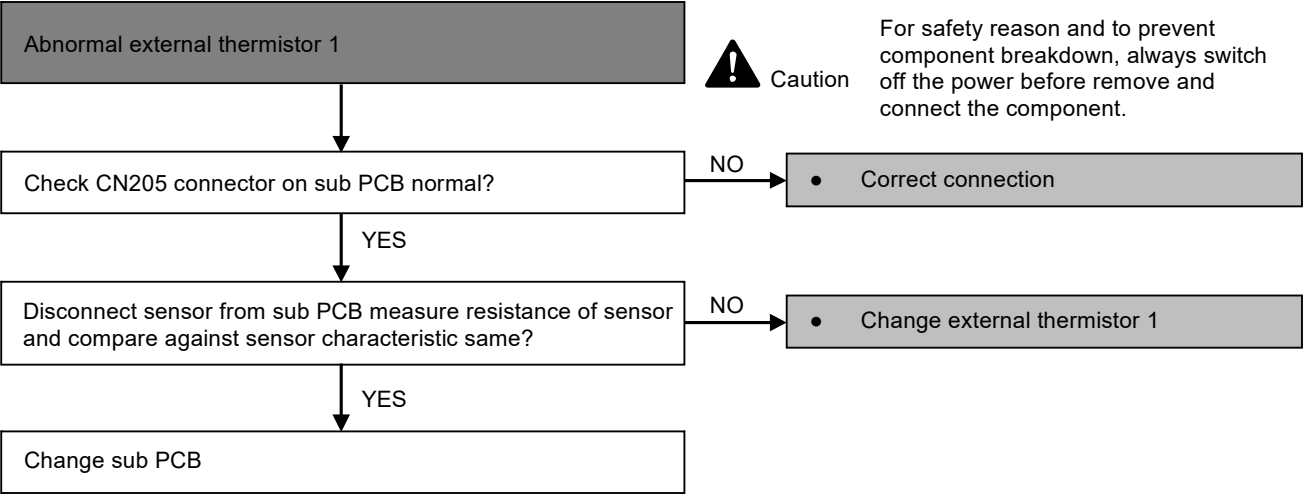 Abnormal external thermistor 1
For safety reason and to prevent
component breakdown, always switch
off the power before remove and
connect the component.
Caution
Check CN205 connector on sub PCB normal?
NO
● Correct connection
YES
Disconnect sensor from sub PCB measure resistance of sensor
and compare against sensor characteristic same?
NO
● Change external thermistor 1
YES
Change sub PCB